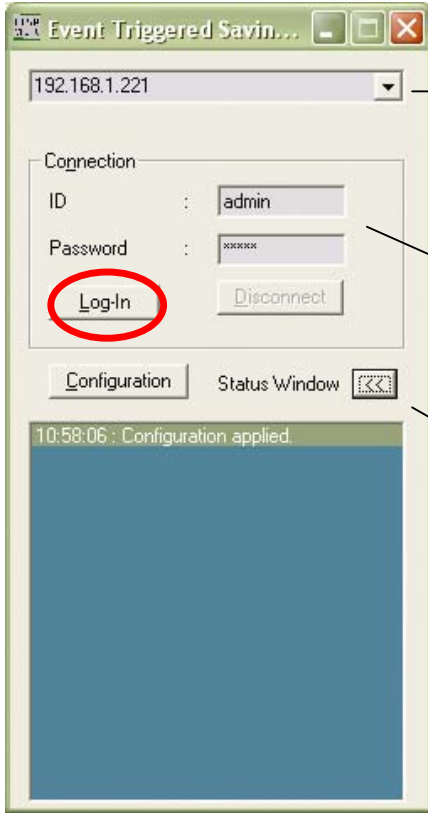 Event Triggered Savin...
192.168.1.221
Connection
ID : admin
Password : *****
Log-In Disconnect
Configuration Status Window <<
10:58:06 : Configuration applied.